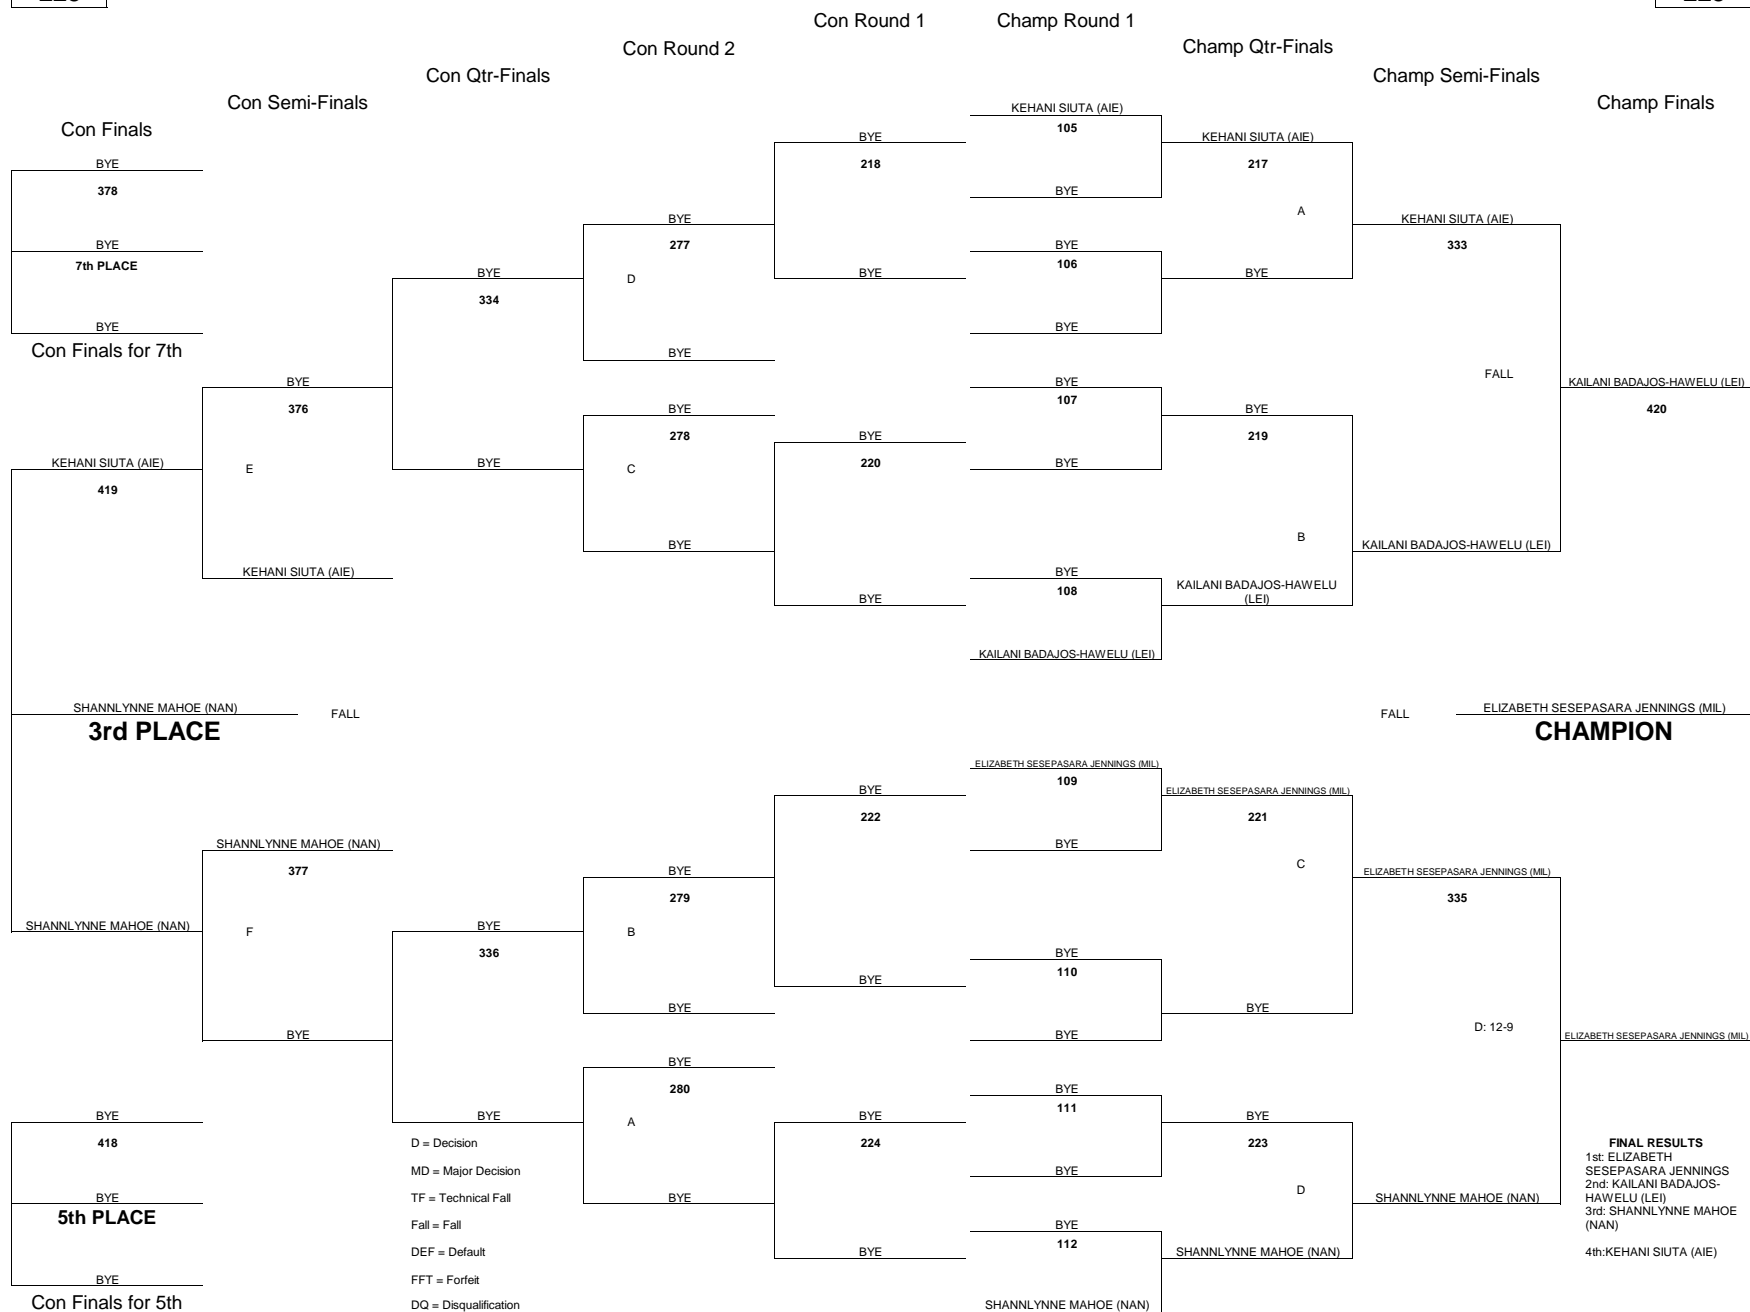 Con Round 1
Champ Round 1
Con Round 2
Champ Qtr-Finals
Con Qtr-Finals
Champ Semi-Finals
Con Semi-Finals
Champ Finals
Con Finals
KEHANI SIUTA (AIE)
105
BYE
KEHANI SIUTA (AIE)
218
217
BYE
378
BYE
A
BYE
KEHANI SIUTA (AIE)
277
333
BYE
BYE
7th PLACE
106
BYE
BYE
BYE
D
334
BYE
BYE
Con Finals for 7th
BYE
FALL
BYE
BYE
KAILANI BADAJOS-HAWELU (LEI)
376
107
420
BYE
BYE
278
219
BYE
KEHANI SIUTA (AIE)
E
BYE
C
220
BYE
419
B
BYE
KAILANI BADAJOS-HAWELU (LEI)
KEHANI SIUTA (AIE)
BYE
108
KAILANI BADAJOS-HAWELU
(LEI)
BYE
KAILANI BADAJOS-HAWELU (LEI)
SHANNLYNNE MAHOE (NAN)
FALL
FALL
ELIZABETH SESEPASARA JENNINGS (MIL)
3rd PLACE
CHAMPION
ELIZABETH SESEPASARA JENNINGS (MIL)
109
BYE
ELIZABETH SESEPASARA JENNINGS (MIL)
222
221
SHANNLYNNE MAHOE (NAN)
BYE
377
BYE
C
ELIZABETH SESEPASARA JENNINGS (MIL)
279
335
SHANNLYNNE MAHOE (NAN)
F
BYE
B
336
BYE
110
BYE
BYE
BYE
D: 12-9
BYE
BYE
ELIZABETH SESEPASARA JENNINGS (MIL)
BYE
280
BYE
111
BYE
BYE
A
BYE
BYE
418
D = Decision
224
223
FINAL RESULTS
1st: ELIZABETH
SESEPASARA JENNINGS
2nd: KAILANI BADAJOS-
HAWELU (LEI)
3rd: SHANNLYNNE MAHOE
(NAN)
4th:KEHANI SIUTA (AIE)
MD = Major Decision
BYE
BYE
TF = Technical Fall
BYE
D
SHANNLYNNE MAHOE (NAN)
5th PLACE
Fall = Fall
BYE
112
DEF = Default
BYE
SHANNLYNNE MAHOE (NAN)
BYE
FFT = Forfeit
Con Finals for 5th
DQ = Disqualification
SHANNLYNNE MAHOE (NAN)